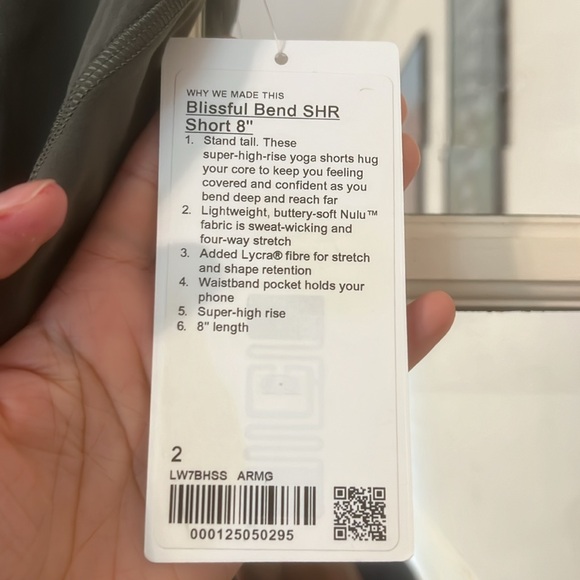 WHY WE MADE THIS
Blissful Bend SHR
Short 8"
1. Stand tall. These
super-high-rise yoga shorts hug
your core to keep you feeling
covered and confident as you
bend deep and reach far
2. Lightweight, buttery-soft Nulu™
fabric is sweat-wicking and
four-way stretch
3. Added Lycra® fibre for stretch
and shape retention
4. Waistband pocket holds your
phone
5. Super-high rise
6. 8" length
2
LW7BHSS ARMG
000125050295